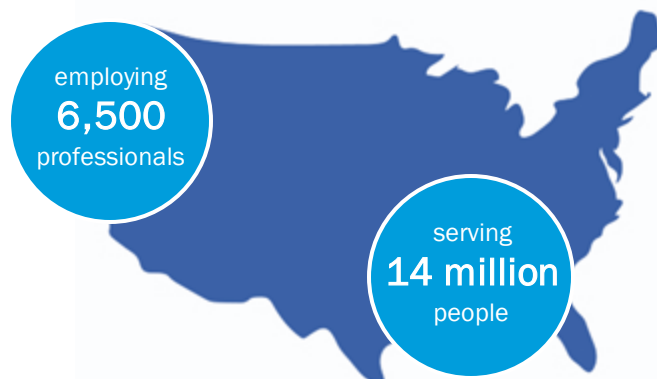 employing
6,500
professionals
serving
14 million
people